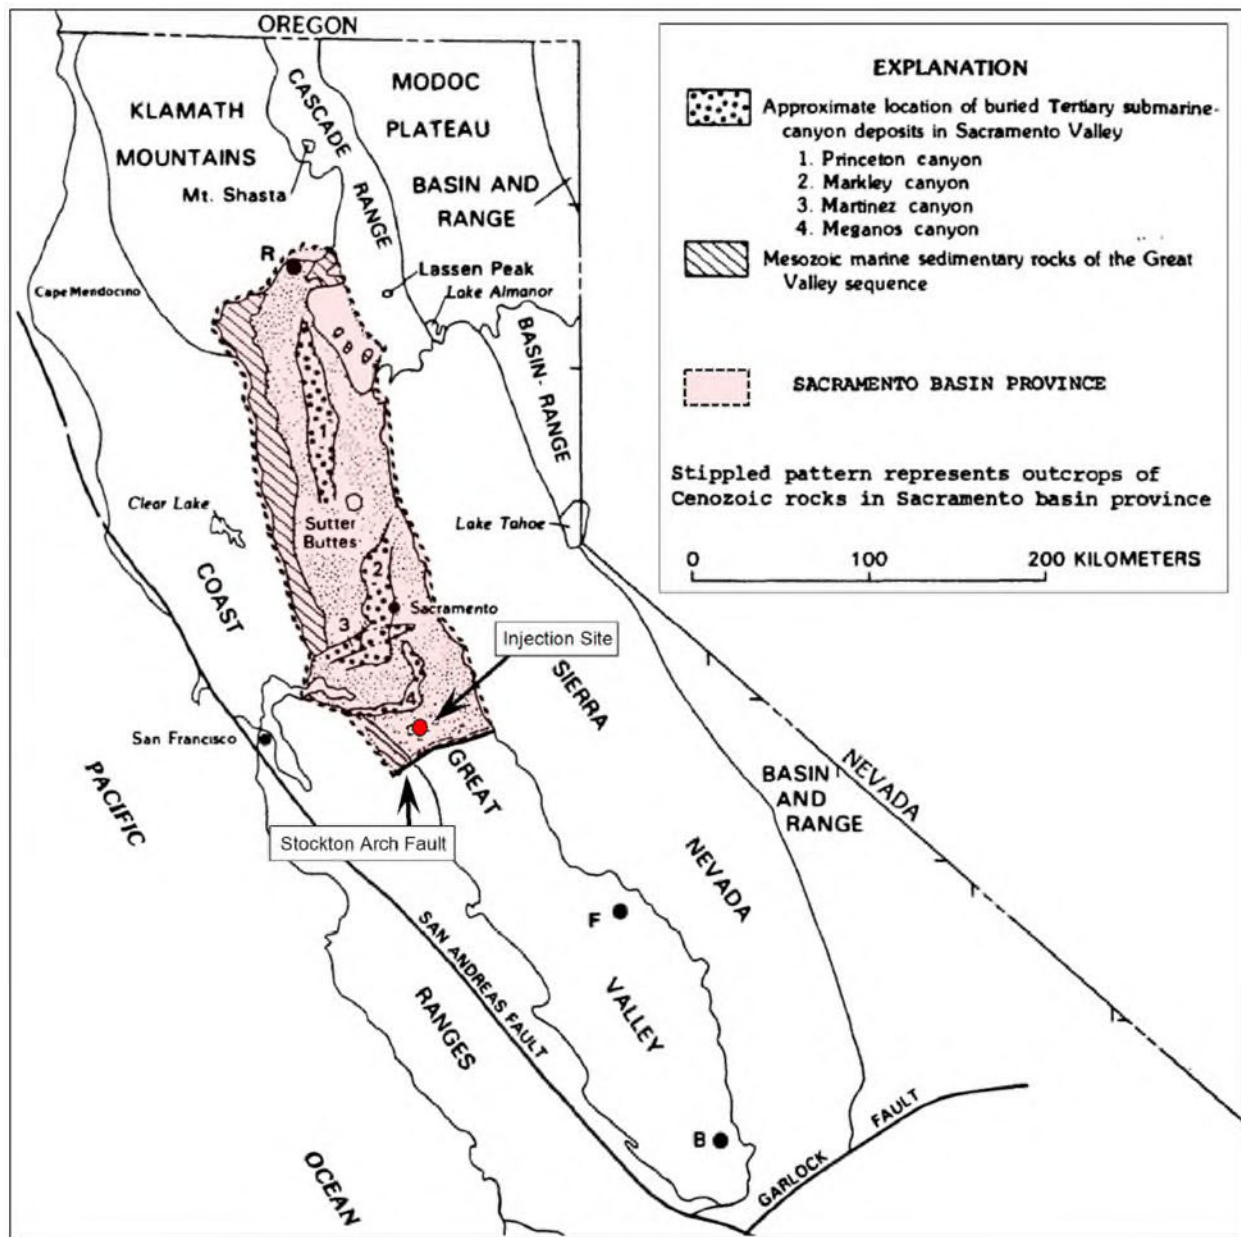 OREGON
KLAMATH
MOUNTAINS
Mt. Shasta
CASCADE
RANGE
MODOC
PLATEAU
BASIN AND
RANGE
R
Cape Mendocino
Lassen Peak
Lake Almanor
BASIN-
RANGE
1
Clear Lake
Sutter
Buttes
Lake Tahoe
COAST
2
Sacramento
3
Injection Site
4
San Francisco
SIERRA
GREAT
PACIFIC
Stockton Arch Fault
BASIN
AND
RANGE
NEVADA
NEVADA
F
SAN ANDREAS FAULT
VALLEY
RANGES
B
GARLOCK
FAULT
OCEAN
EXPLANATION
Approximate location of buried Tertiary submarine-
canyon deposits in Sacramento Valley
1. Princeton canyon
2. Markley canyon
3. Martinez canyon
4. Meganos canyon
Mesozoic marine sedimentary rocks of the Great
Valley sequence
SACRAMENTO BASIN PROVINCE
Stippled pattern represents outcrops of
Cenozoic rocks in Sacramento basin province
0 100 200 KILOMETERS